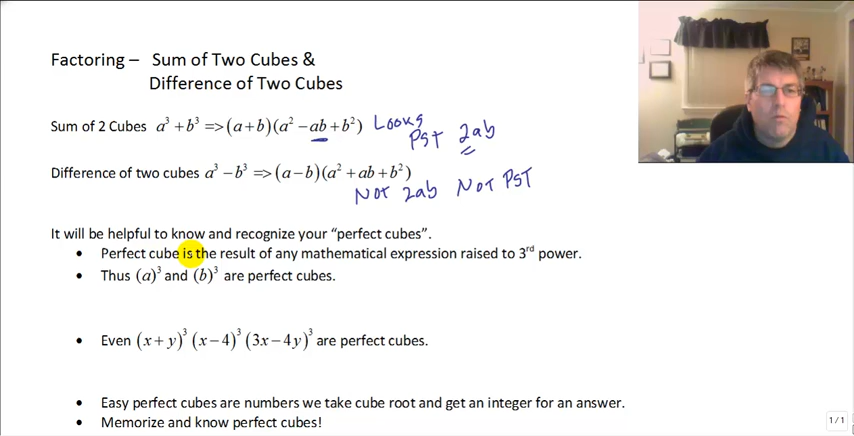 Factoring – Sum of Two Cubes &
Difference of Two Cubes
Sum of 2 Cubes a³ + b³ => (a + b)(a² − ab + b²) Looks
PST 2ab
Difference of two cubes a³ − b³ => (a − b)(a² + ab + b²)
NOT 2ab NOT PST
It will be helpful to know and recognize your “perfect cubes”.
• Perfect cube is the result of any mathematical expression raised to 3rd power.
• Thus (a)³ and (b)³ are perfect cubes.
• Even (x + y)³ (x − 4)³ (3x − 4y)³ are perfect cubes.
• Easy perfect cubes are numbers we take cube root and get an integer for an answer.
• Memorize and know perfect cubes!
1 / 1